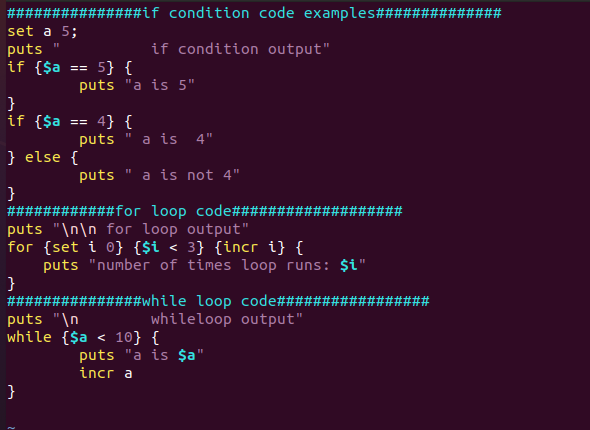 ###############if condition code examples##############
set a 5;
puts "          if condition output"
if {$a == 5} {
        puts "a is 5"
}
if {$a == 4} {
        puts " a is  4"
} else {
        puts " a is not 4"
}
############for loop code###################
puts "\n\n for loop output"
for {set i 0} {$i < 3} {incr i} {
    puts "number of times loop runs: $i"
}
###############while loop code#################
puts "\n        whileloop output"
while {$a < 10} {
        puts "a is $a"
        incr a
}
~